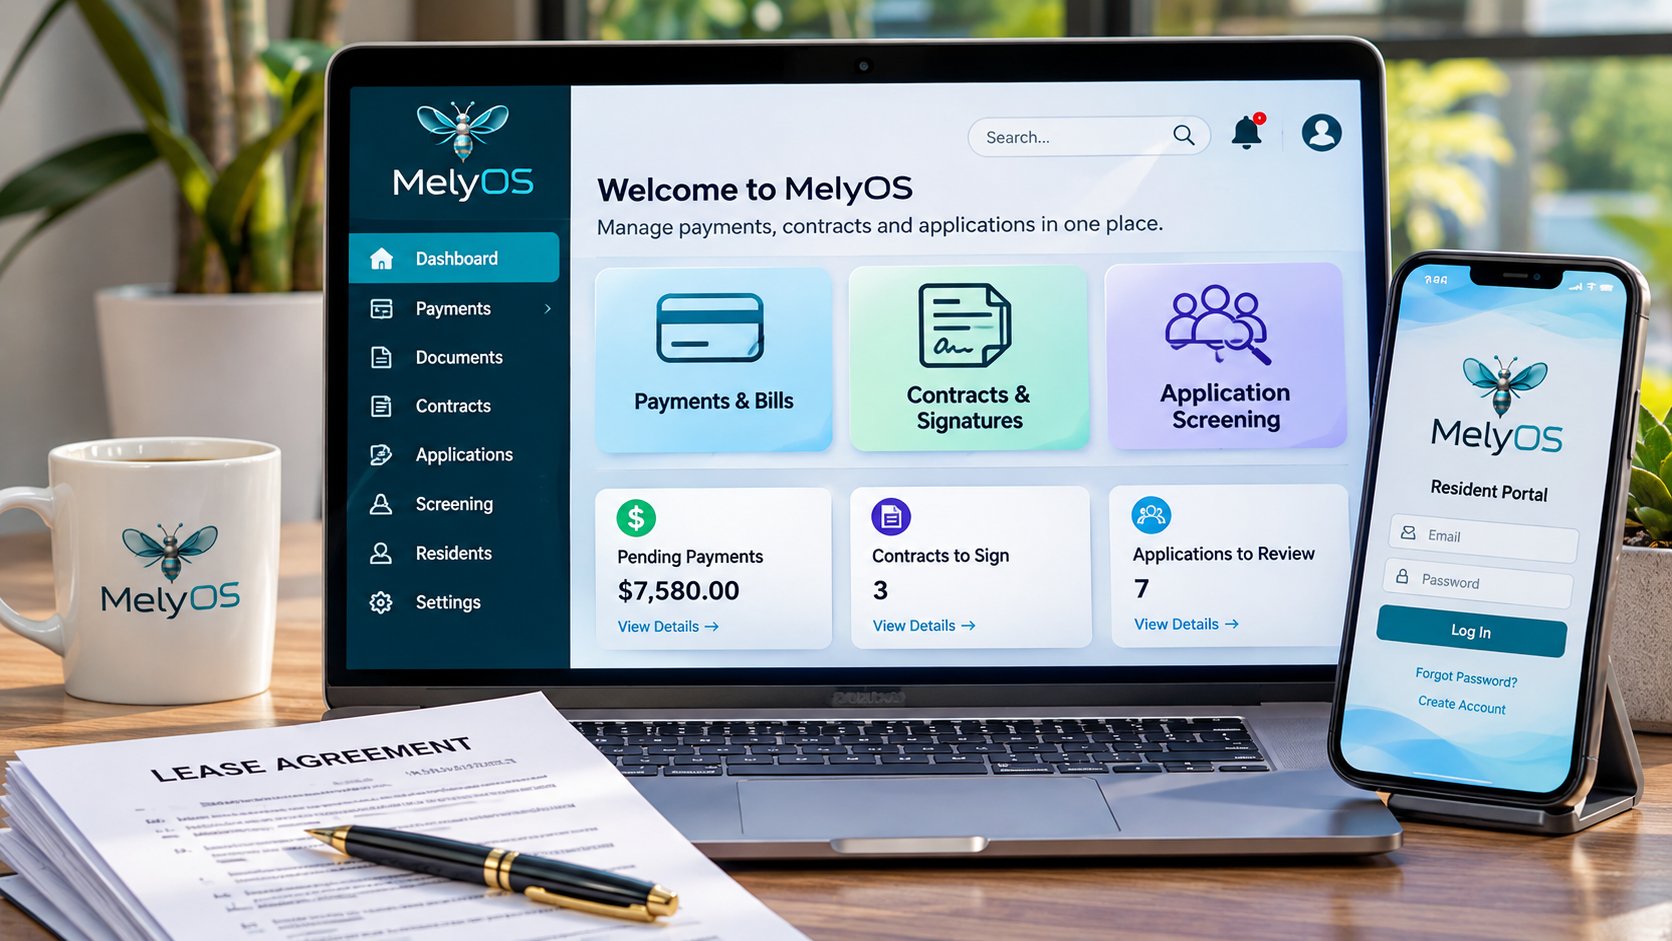 MelyOS
Dashboard
Payments
Documents
Contracts
Applications
Screening
Residents
Settings
Search...
Welcome to MelyOS
Manage payments, contracts and applications in one place.
Payments & Bills
Contracts &
Signatures
Application
Screening
Pending Payments
$7,580.00
View Details →
Contracts to Sign
3
View Details →
Applications to Review
7
View Details →
MelyOS
Resident Portal
Email
Password
Log In
Forgot Password?
Create Account
MelyOS
LEASE AGREEMENT